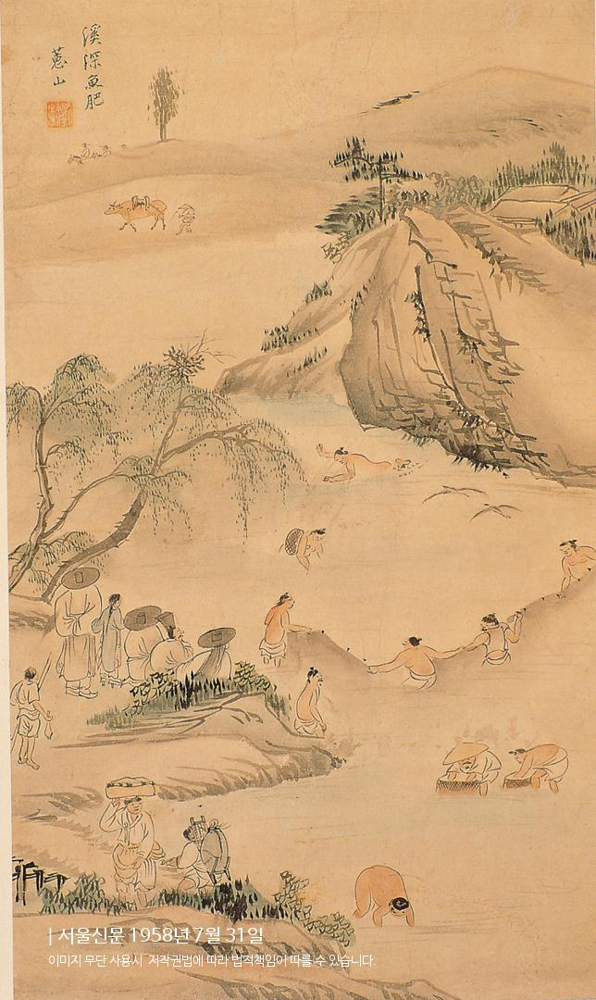 溪深魚肥
蕙山
| 서울신문 1958년 7월 31일
이미지 무단 사용시 저작권법에 따라 법적책임이 따를 수 있습니다.